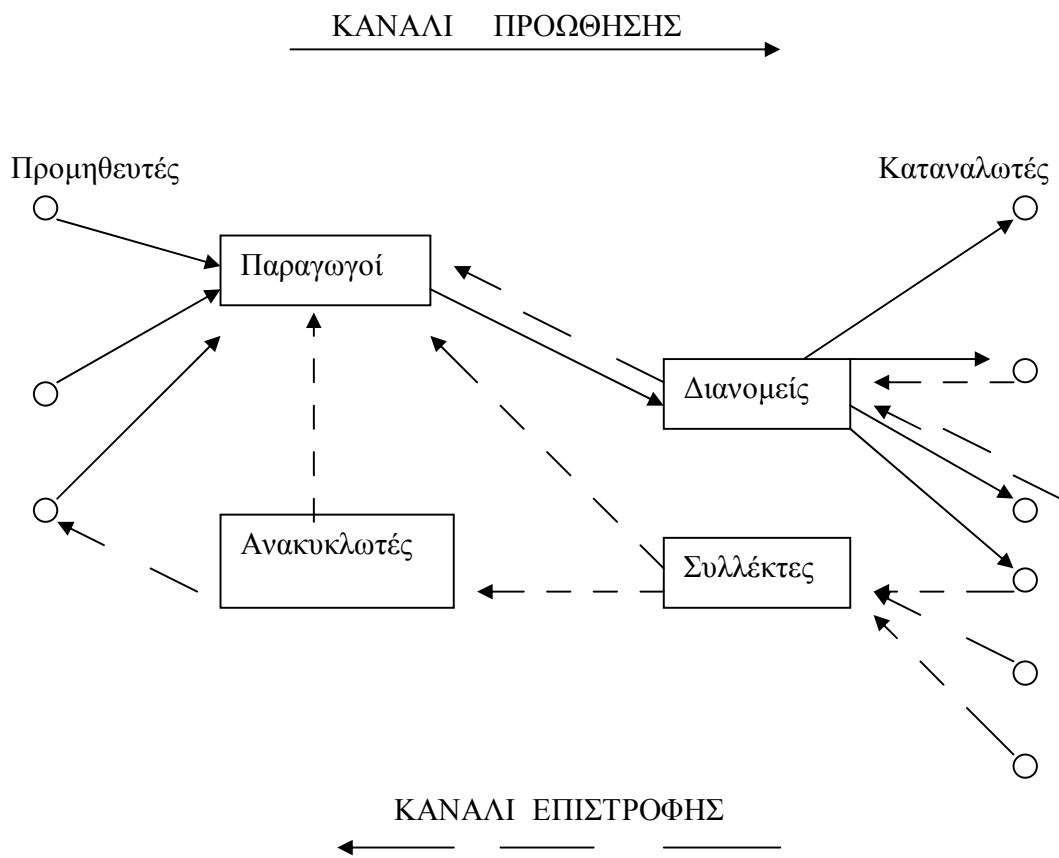 ΚΑΝΑΛΙ ΠΡΟΩΘΗΣΗΣ
Προμηθευτές
Καταναλωτές
Παραγωγοί
Διανομείς
Ανακυκλωτές
Συλλέκτες
ΚΑΝΑΛΙ ΕΠΙΣΤΡΟΦΗΣ